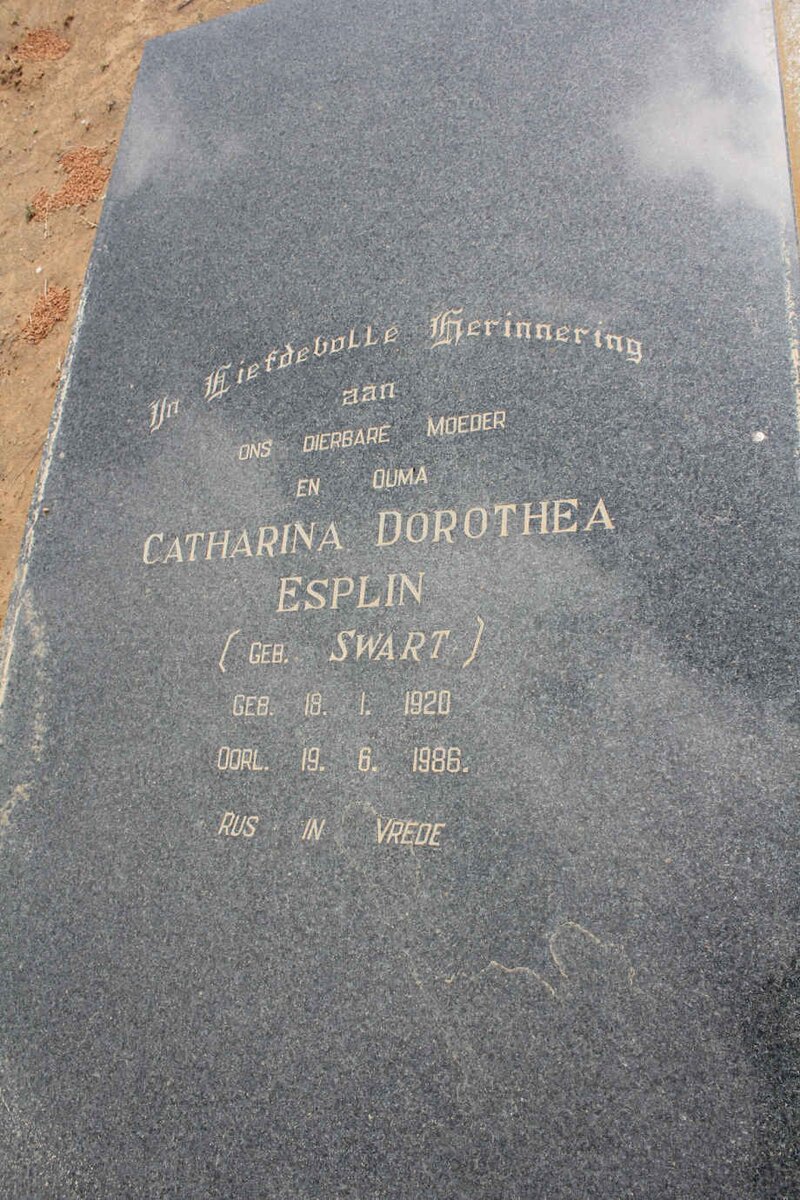 In Liefdevolle Herinnering
aan
ONS DIERBARE MOEDER
EN OUMA
CATHARINA DOROTHEA
ESPLIN
(GEB. SWART)
GEB. 18. 1. 1920
OORL. 19. 6. 1986.
RUS IN VREDE